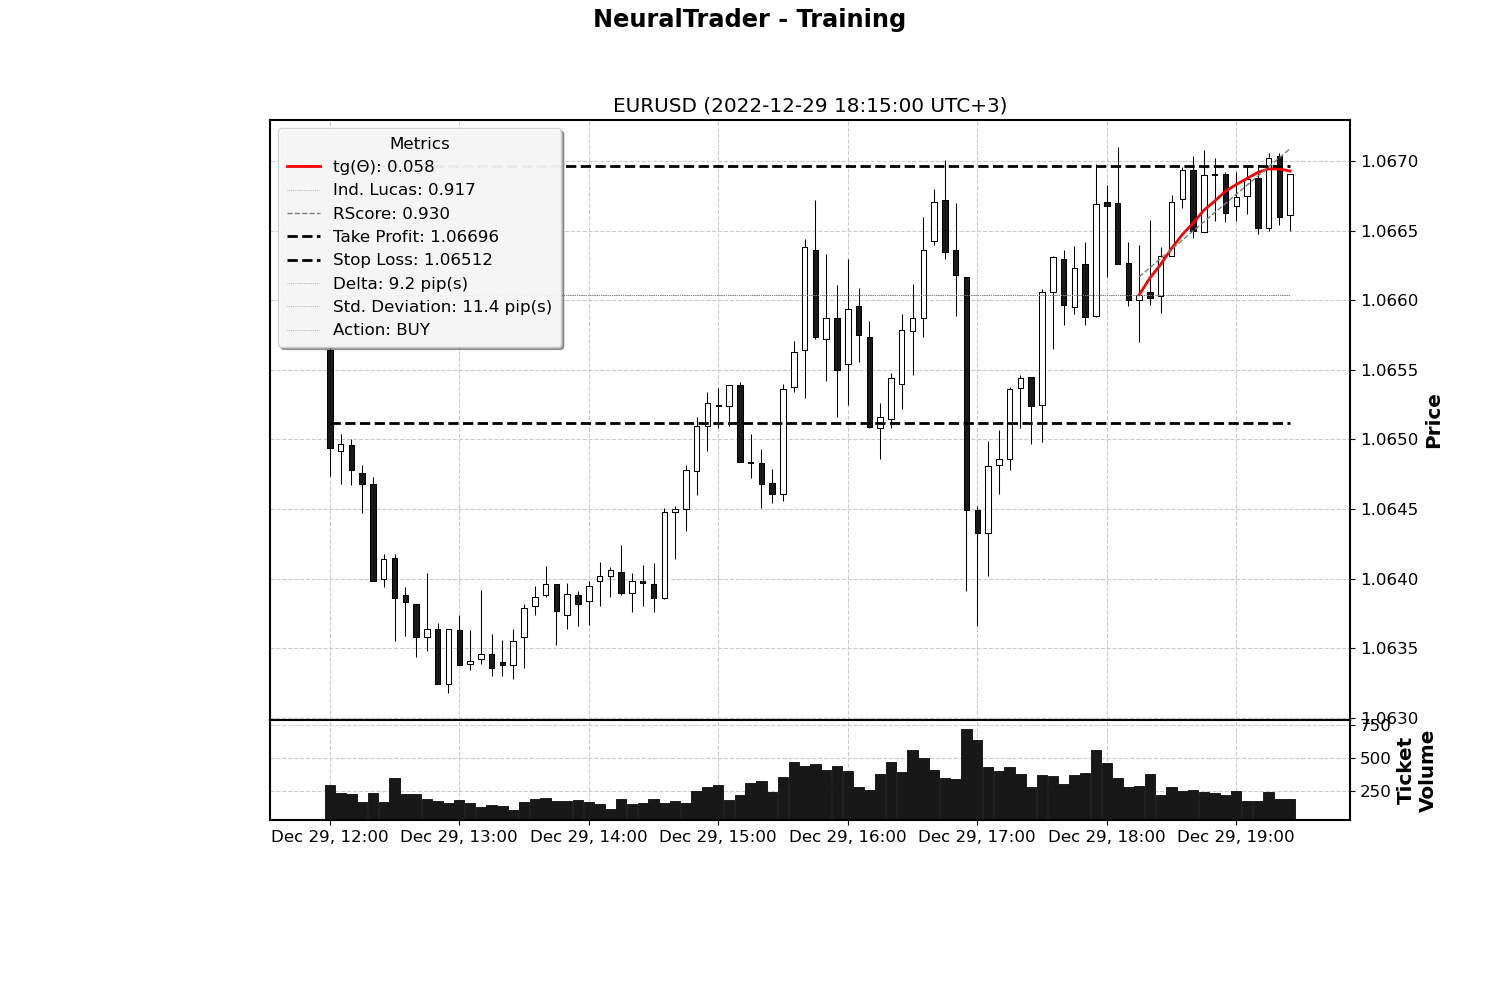 NeuralTrader - Training
EURUSD (2022-12-29 18:15:00 UTC+3)
Metrics
tg(Θ): 0.058
Ind. Lucas: 0.917
RScore: 0.930
Take Profit: 1.06696
Stop Loss: 1.06512
Delta: 9.2 pip(s)
Std. Deviation: 11.4 pip(s)
Action: BUY
1.0670
1.0665
1.0660
1.0655
1.0650
1.0645
1.0640
1.0635
1.0630
Price
750
500
250
Ticket
Volume
Dec 29, 12:00 Dec 29, 13:00 Dec 29, 14:00 Dec 29, 15:00 Dec 29, 16:00 Dec 29, 17:00 Dec 29, 18:00 Dec 29, 19:00